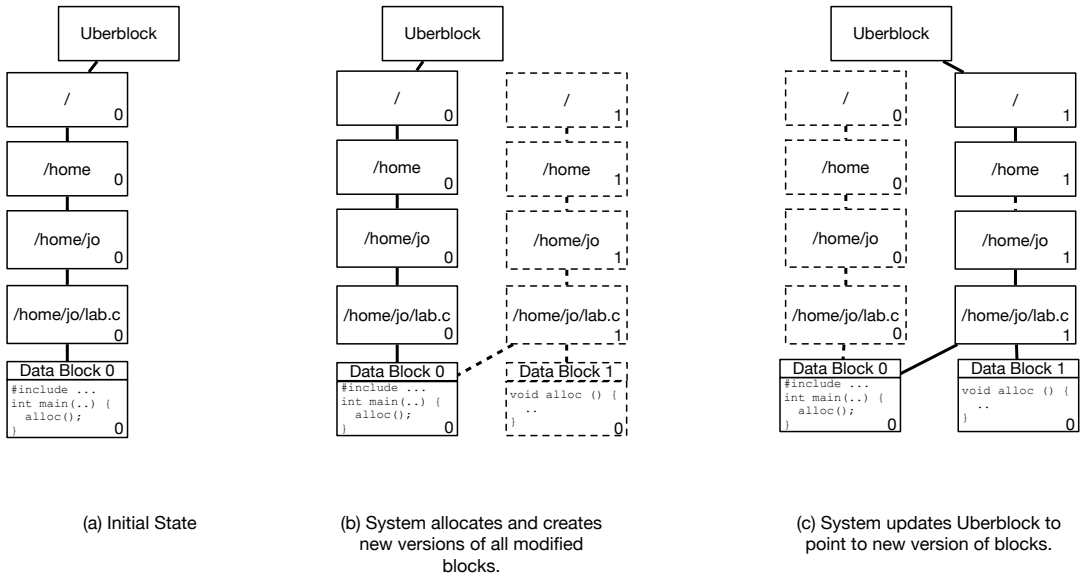 Uberblock
/
0
/home
0
/home/jo
0
/home/jo/lab.c
0
Data Block 0
#include ...
int main(..) {
alloc();
}
0
(a) Initial State
Uberblock
/
0
/home
0
/home/jo
0
/home/jo/lab.c
0
Data Block 0
#include ...
int main(..) {
alloc();
}
0
/
1
/home
1
/home/jo
1
/home/jo/lab.c
1
Data Block 1
void alloc () {
..
}
0
(b) System allocates and creates
new versions of all modified
blocks.
Uberblock
/
0
/home
0
/home/jo
0
/home/jo/lab.c
0
Data Block 0
#include ...
int main(..) {
alloc();
}
0
/
1
/home
1
/home/jo
1
/home/jo/lab.c
1
Data Block 1
void alloc () {
..
}
0
(c) System updates Uberblock to
point to new version of blocks.